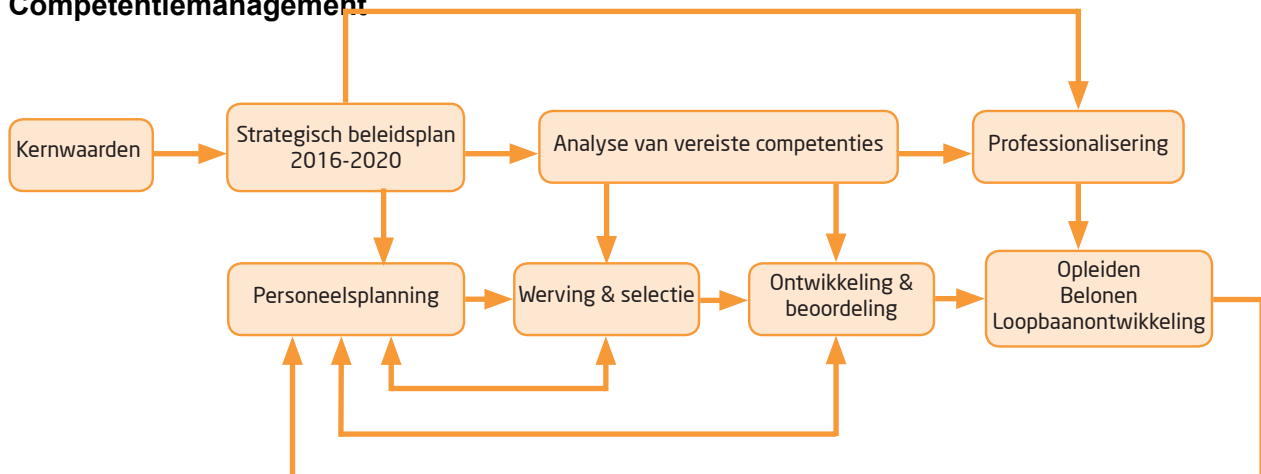 Competentiemanagement
Kernwaarden
Strategisch beleidsplan
2016-2020
Analyse van vereiste competenties
Professionalisering
Personeelsplanning
Werving & selectie
Ontwikkeling &
beoordeling
Opleiden
Belonen
Loopbaanontwikkeling